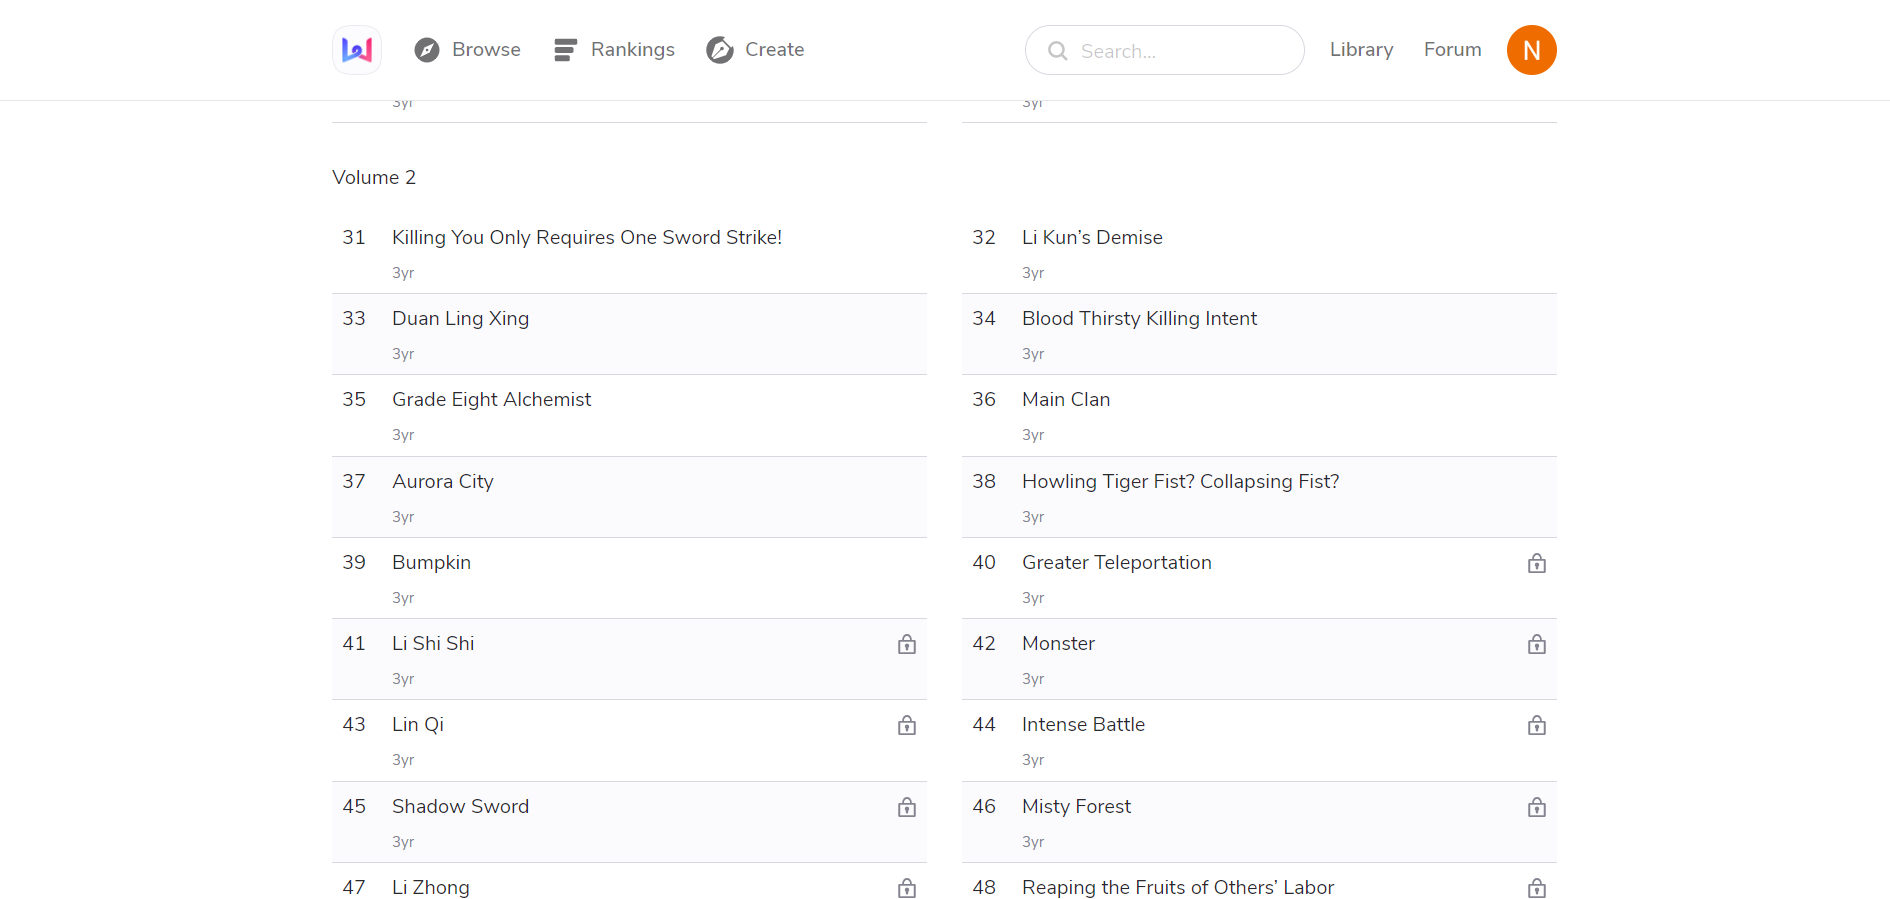 Browse
Rankings
Create
Search...
Library
Forum
N
3yr
3yr
Volume 2
31 Killing You Only Requires One Sword Strike!
3yr
32 Li Kun’s Demise
3yr
33 Duan Ling Xing
3yr
34 Blood Thirsty Killing Intent
3yr
35 Grade Eight Alchemist
3yr
36 Main Clan
3yr
37 Aurora City
3yr
38 Howling Tiger Fist? Collapsing Fist?
3yr
39 Bumpkin
3yr
40 Greater Teleportation
3yr
41 Li Shi Shi
3yr
42 Monster
3yr
43 Lin Qi
3yr
44 Intense Battle
3yr
45 Shadow Sword
3yr
46 Misty Forest
3yr
47 Li Zhong
48 Reaping the Fruits of Others’ Labor